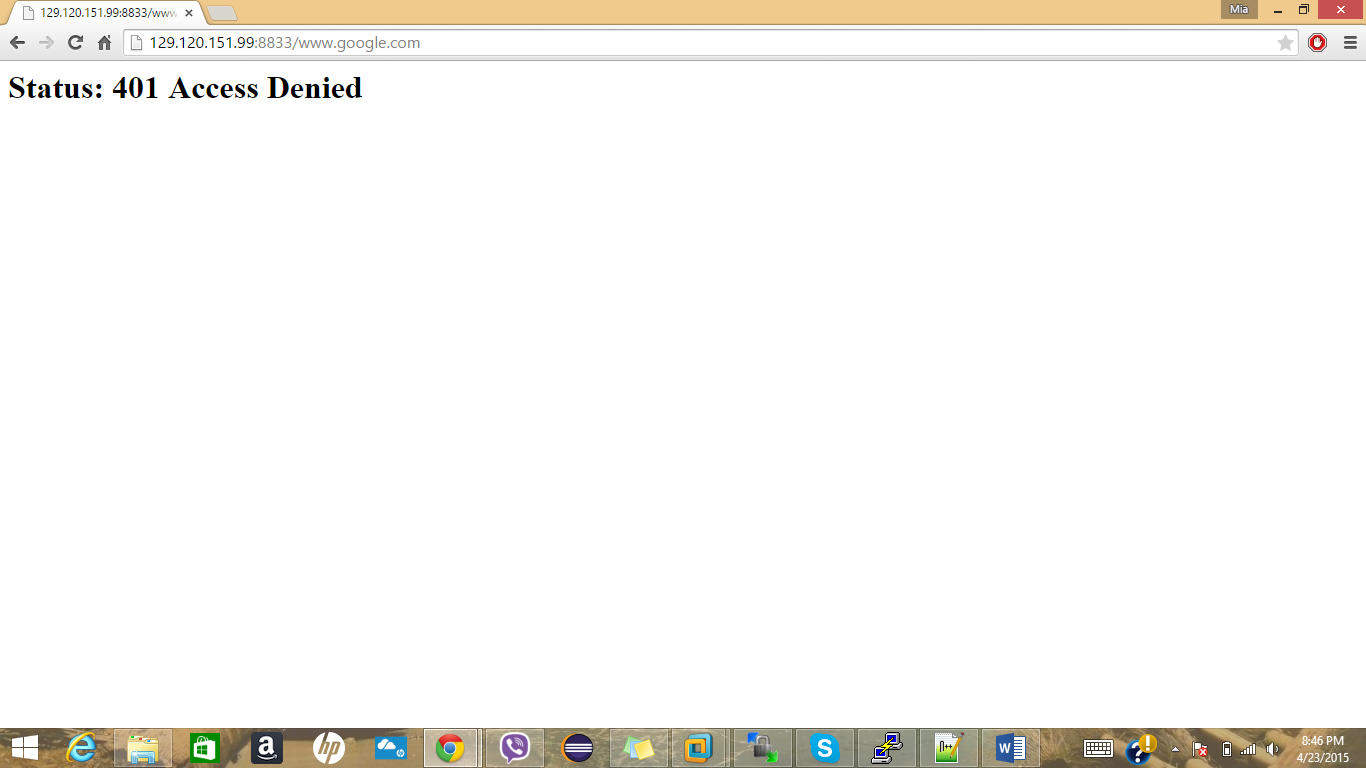 129.120.151.99:8833/www
Mia
129.120.151.99:8833/www.google.com
Status: 401 Access Denied
8:46 PM
4/23/2015